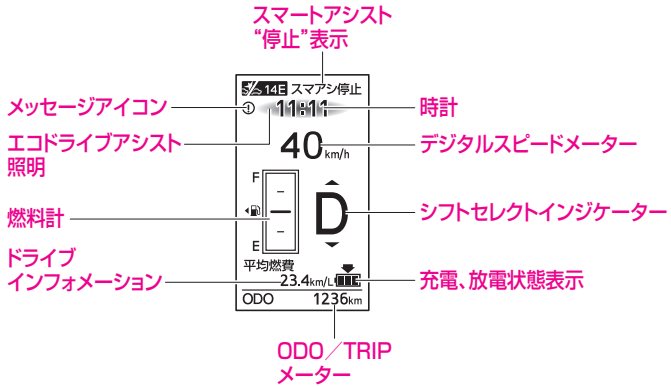 スマートアシスト
“停止”表示
14E スマアシ停止
メッセージアイコン
11:11
時計
エコドライブアシスト
照明
40 km/h
デジタルスピードメーター
F
燃料計
D
シフトセレクトインジケーター
E
ドライブ
インフォメーション
平均燃費
23.4km/L
充電、放電状態表示
ODO 1236km
ODO／TRIP
メーター